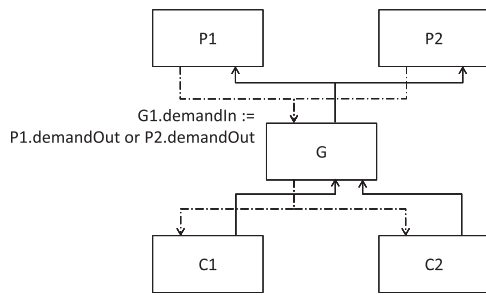 P1
P2
G1.demandIn :=
P1.demandOut or P2.demandOut
G
C1
C2